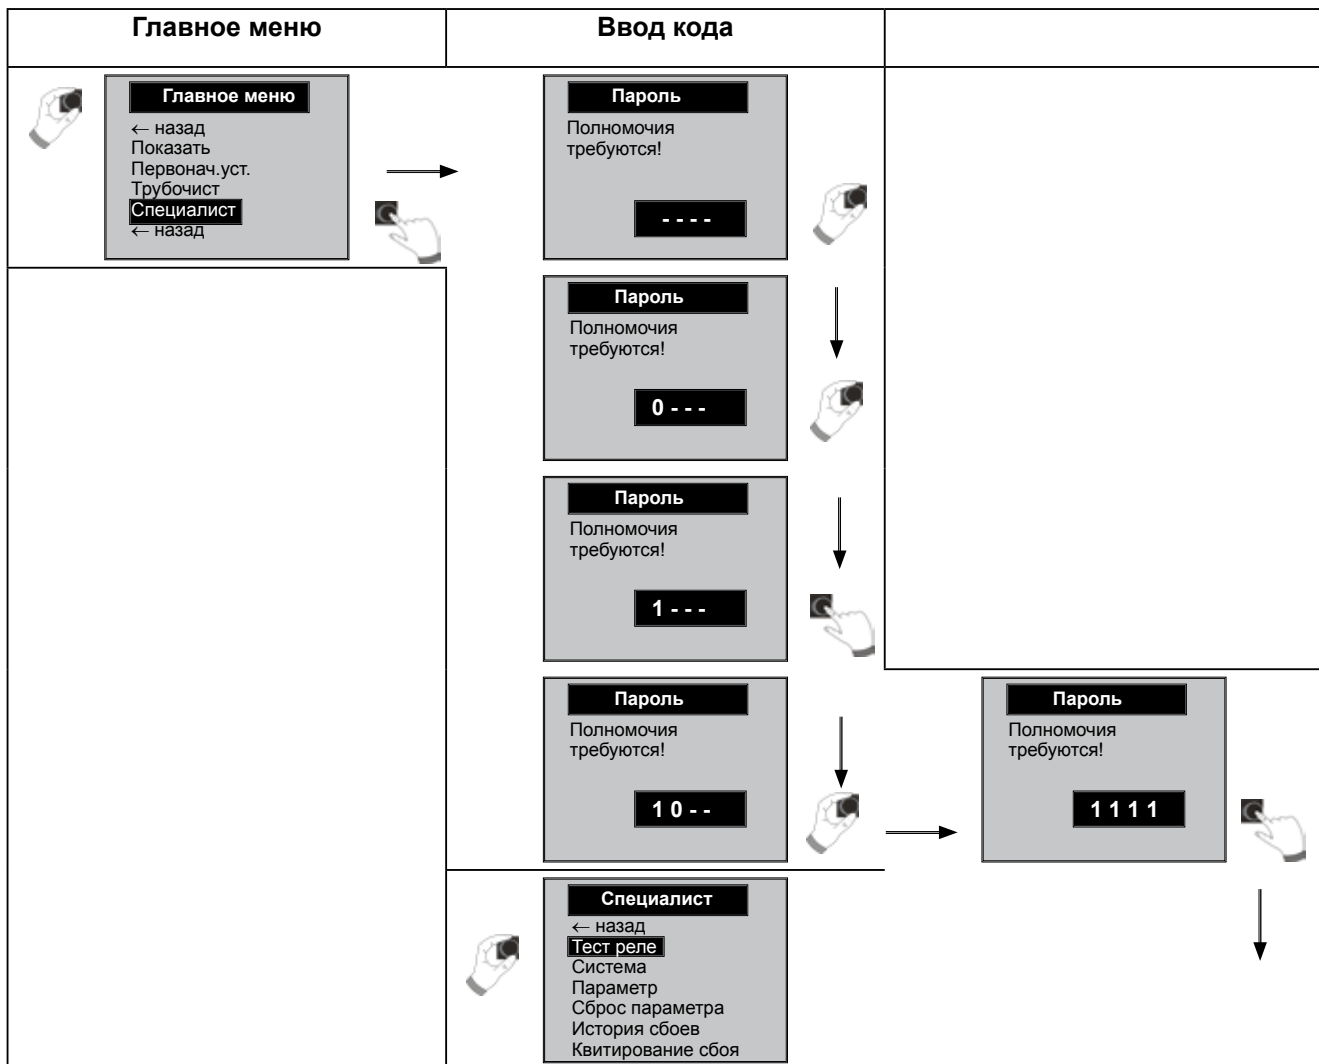 Главное меню
Ввод кода
Главное меню
← назад
Показать
Первонач.уст.
Трубочист
Специалист
← назад
Пароль
Полномочия
требуются!
- - - -
Пароль
Полномочия
требуются!
0 - - -
Пароль
Полномочия
требуются!
1 - - -
Пароль
Полномочия
требуются!
1 0 - -
Пароль
Полномочия
требуются!
1 1 1 1
Специалист
← назад
Тест реле
Система
Параметр
Сброс параметра
История сбоев
Квитирование сбоя